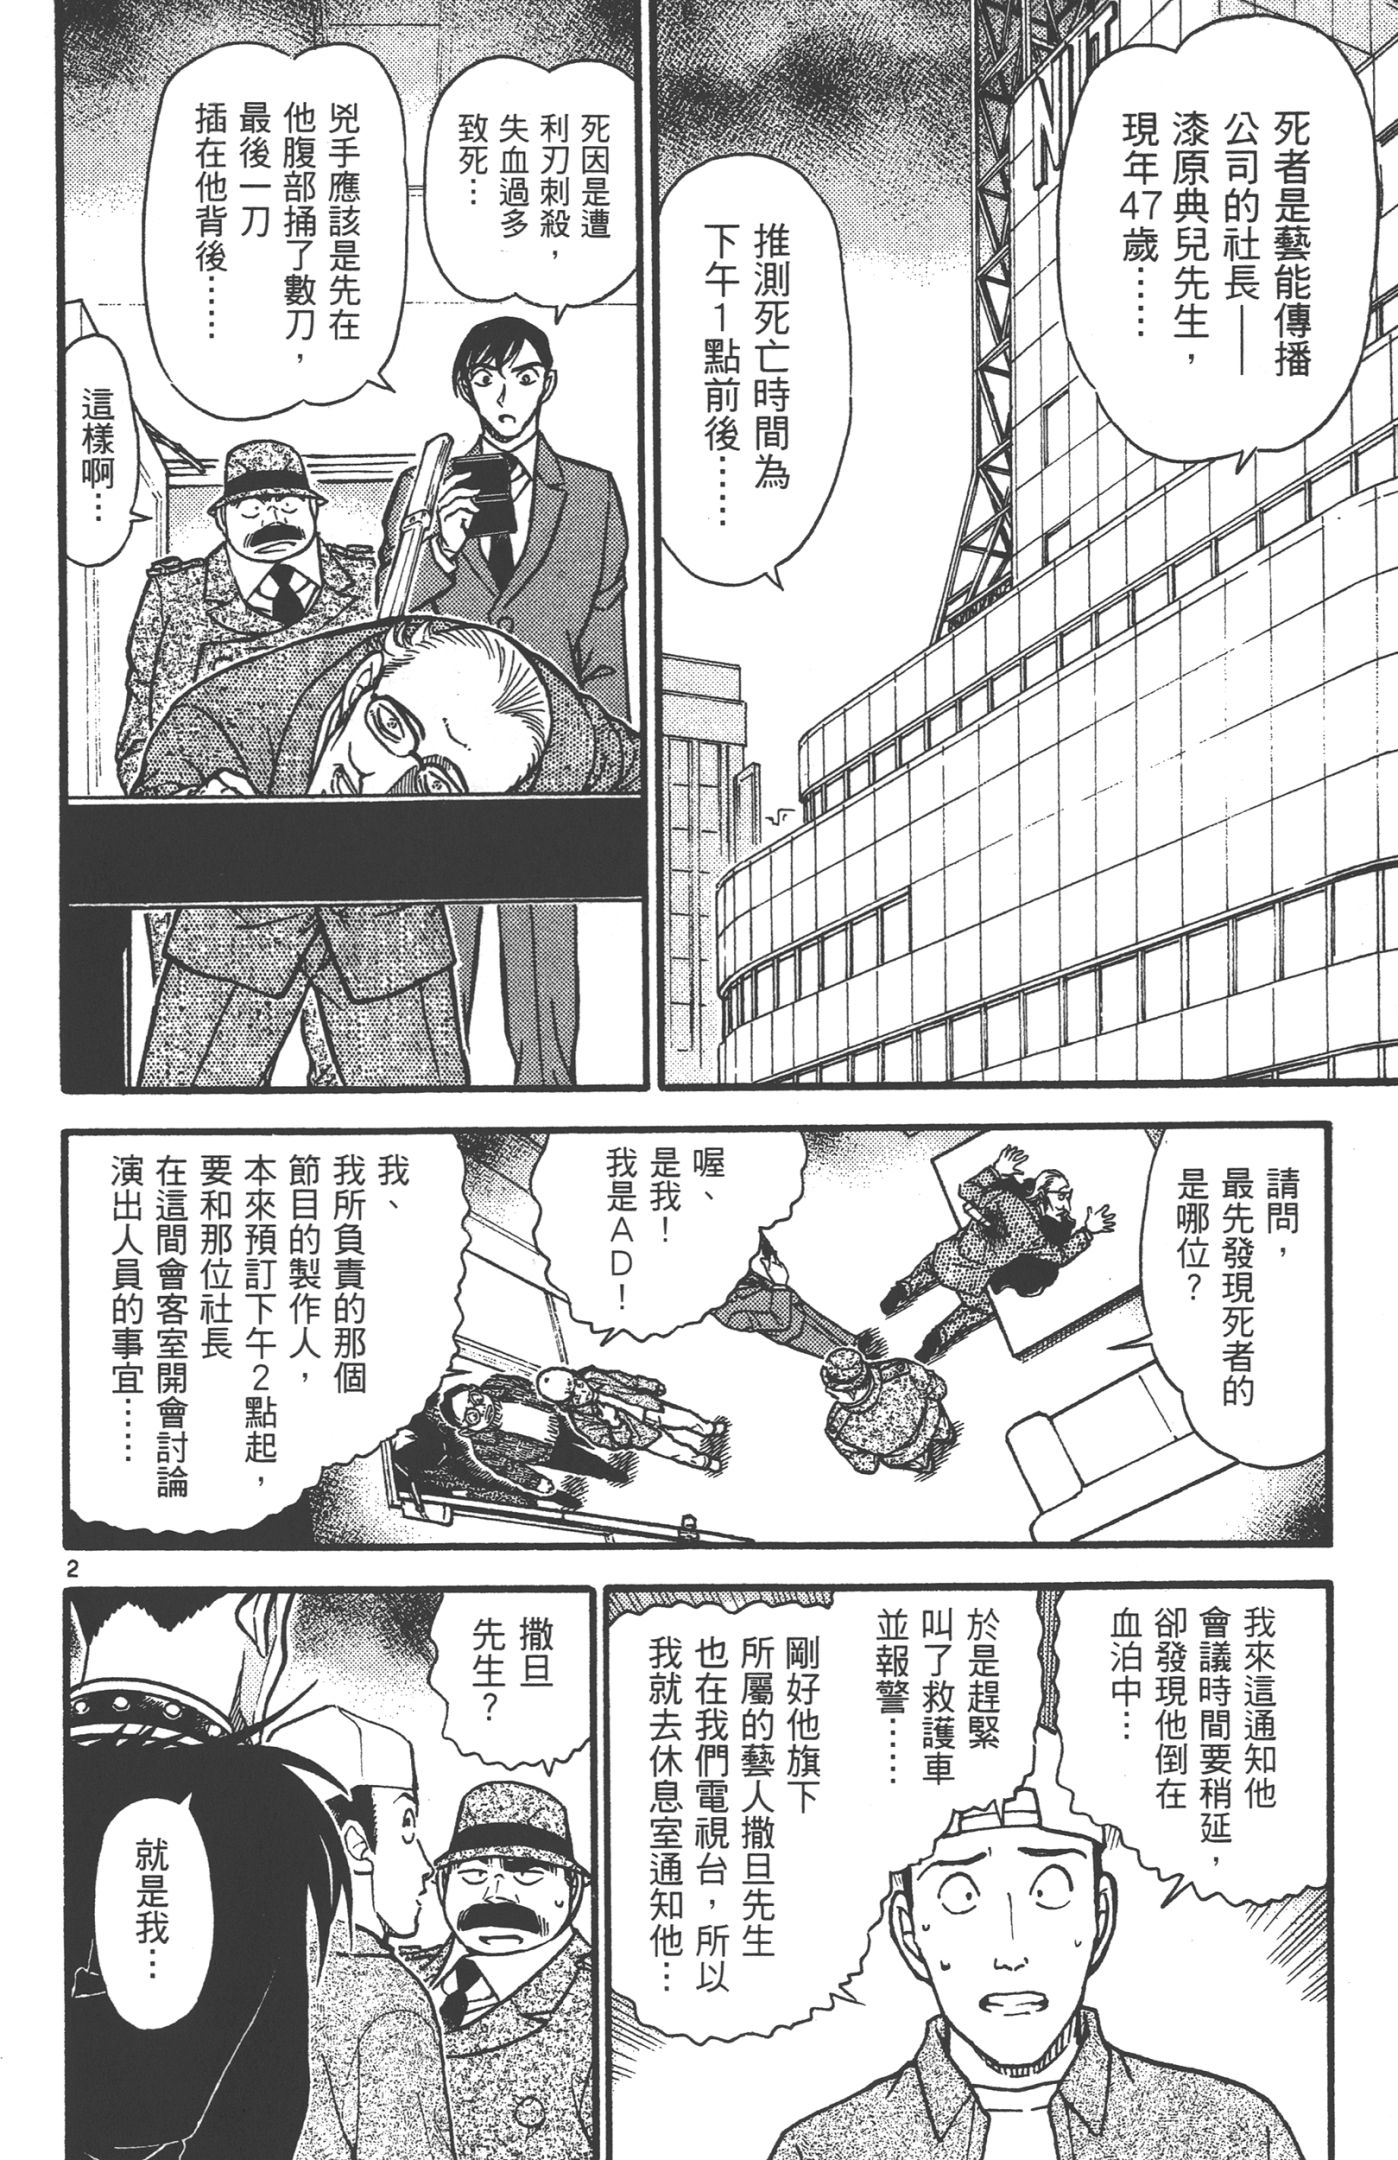 NUT
死者是藝能傳播
公司的社長——
漆原典兒先生，
現年47歲……
推測死亡時間為
下午1點前後……
死因是遭
利刃刺殺，
失血過多
致死…
兇手應該是先在
他腹部捅了數刀，
最後一刀
插在他背後……
這樣啊…
請問，
最先發現死者的
是哪位？
喔、
是我！
我是AD！
我、
我所負責的那個
節目的製作人，
本來預訂下午2點起，
要和那位社長
在這間會客室開會討論
演出人員的事宜……
2
我來這通知他
會議時間要稍延，
卻發現他倒在
血泊中…
於是趕緊
叫了救護車
並報警……
剛好他旗下
所屬的藝人撒旦先生
也在我們電視台，所以
我就去休息室通知他…
撒旦
先生？
就是我…